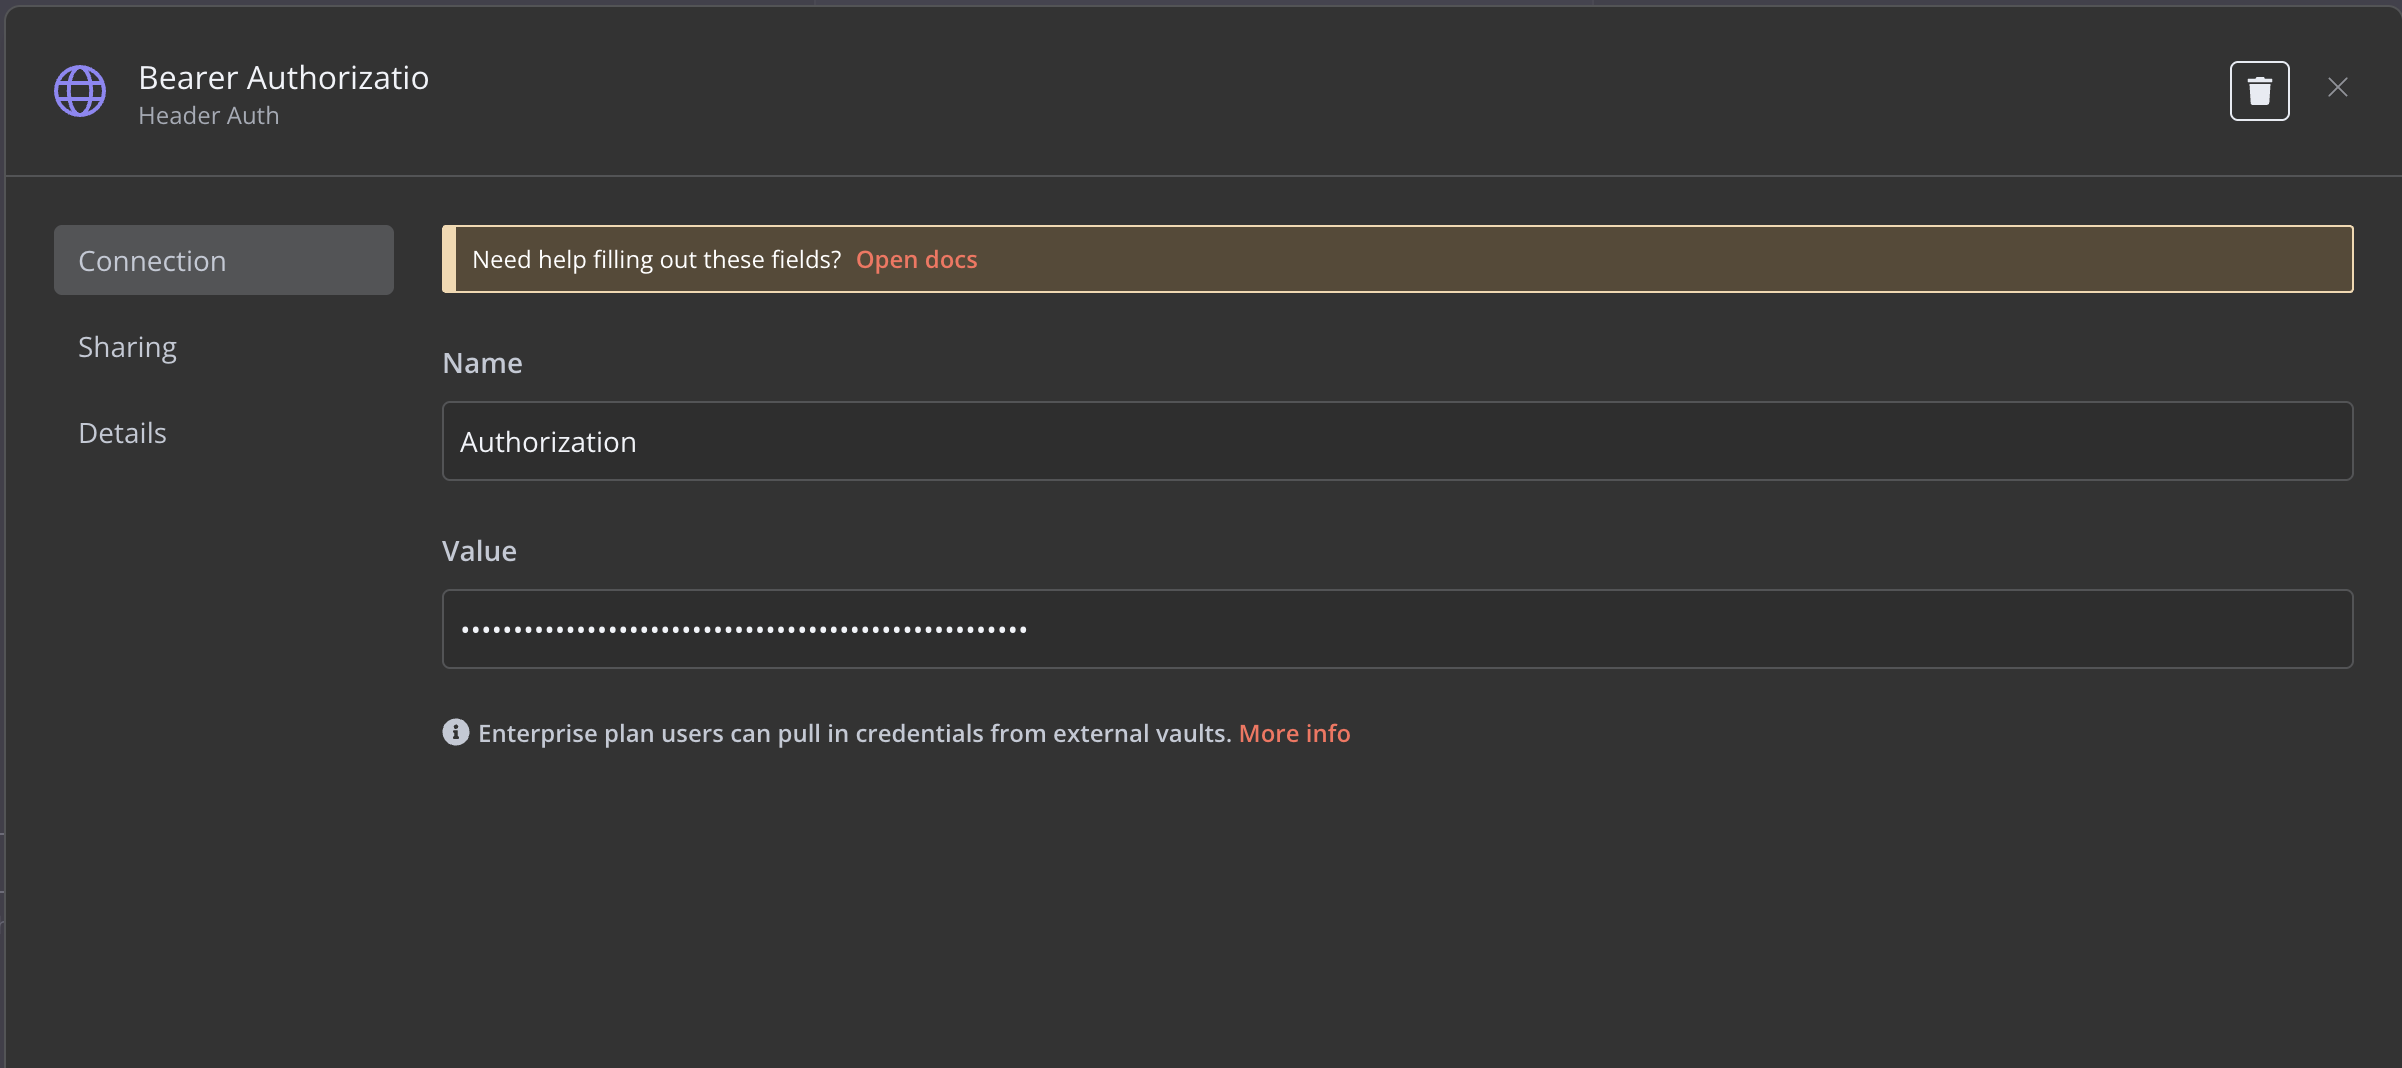 Bearer Authorizatio
Header Auth
Connection
Sharing
Details
Need help filling out these fields? Open docs
Name
Authorization
Value
••••••••••••••••••••••••••••••••••••••••••••••••••••••
Enterprise plan users can pull in credentials from external vaults. More info